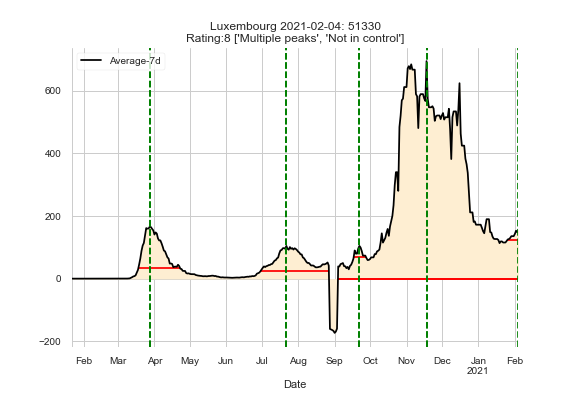 Luxembourg 2021-02-04: 51330
Rating:8 ['Multiple peaks', 'Not in control']
Average-7d
600
400
200
0
−200
Feb Mar Apr May Jun Jul Aug Sep Oct Nov Dec Jan Feb
2021
Date